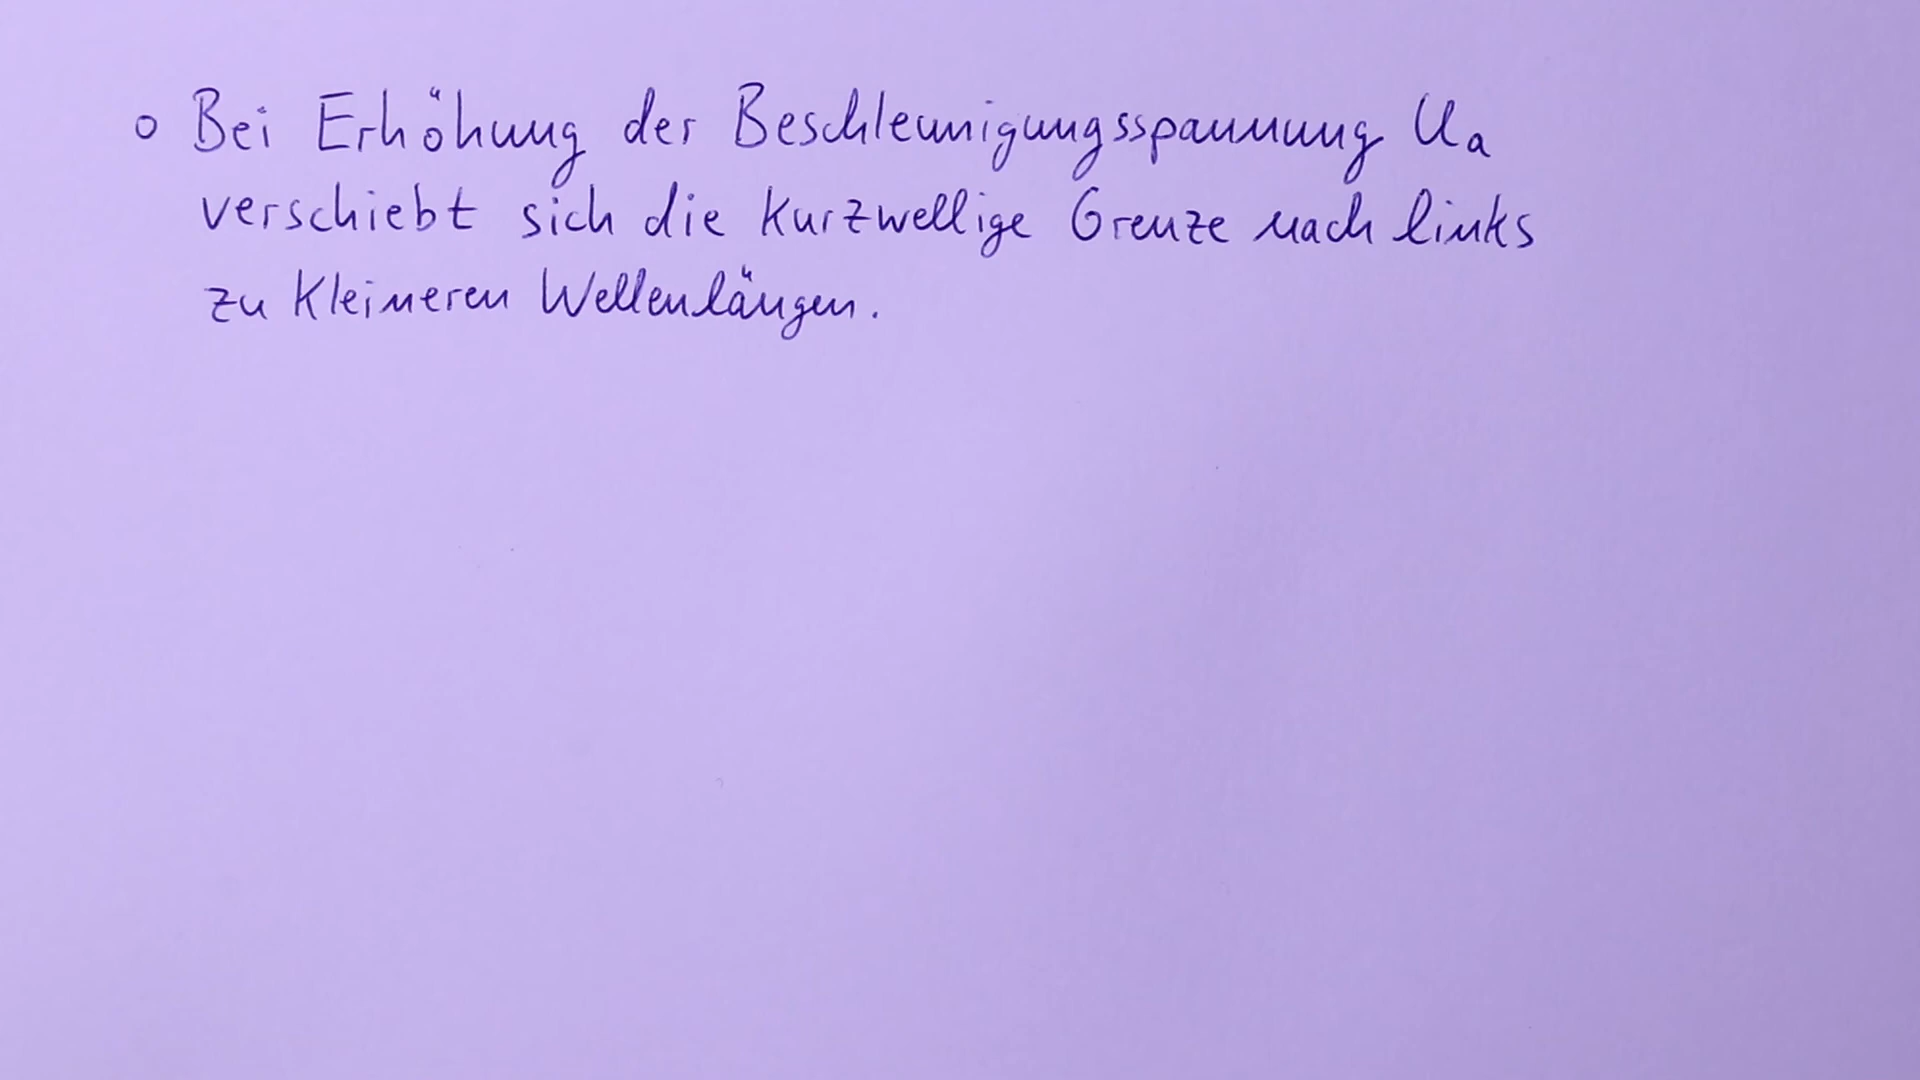 o Bei Erhöhung der Beschleunigungsspannung Ua
verschiebt sich die kurzwellige Grenze nach links
zu kleineren Wellenlängen.